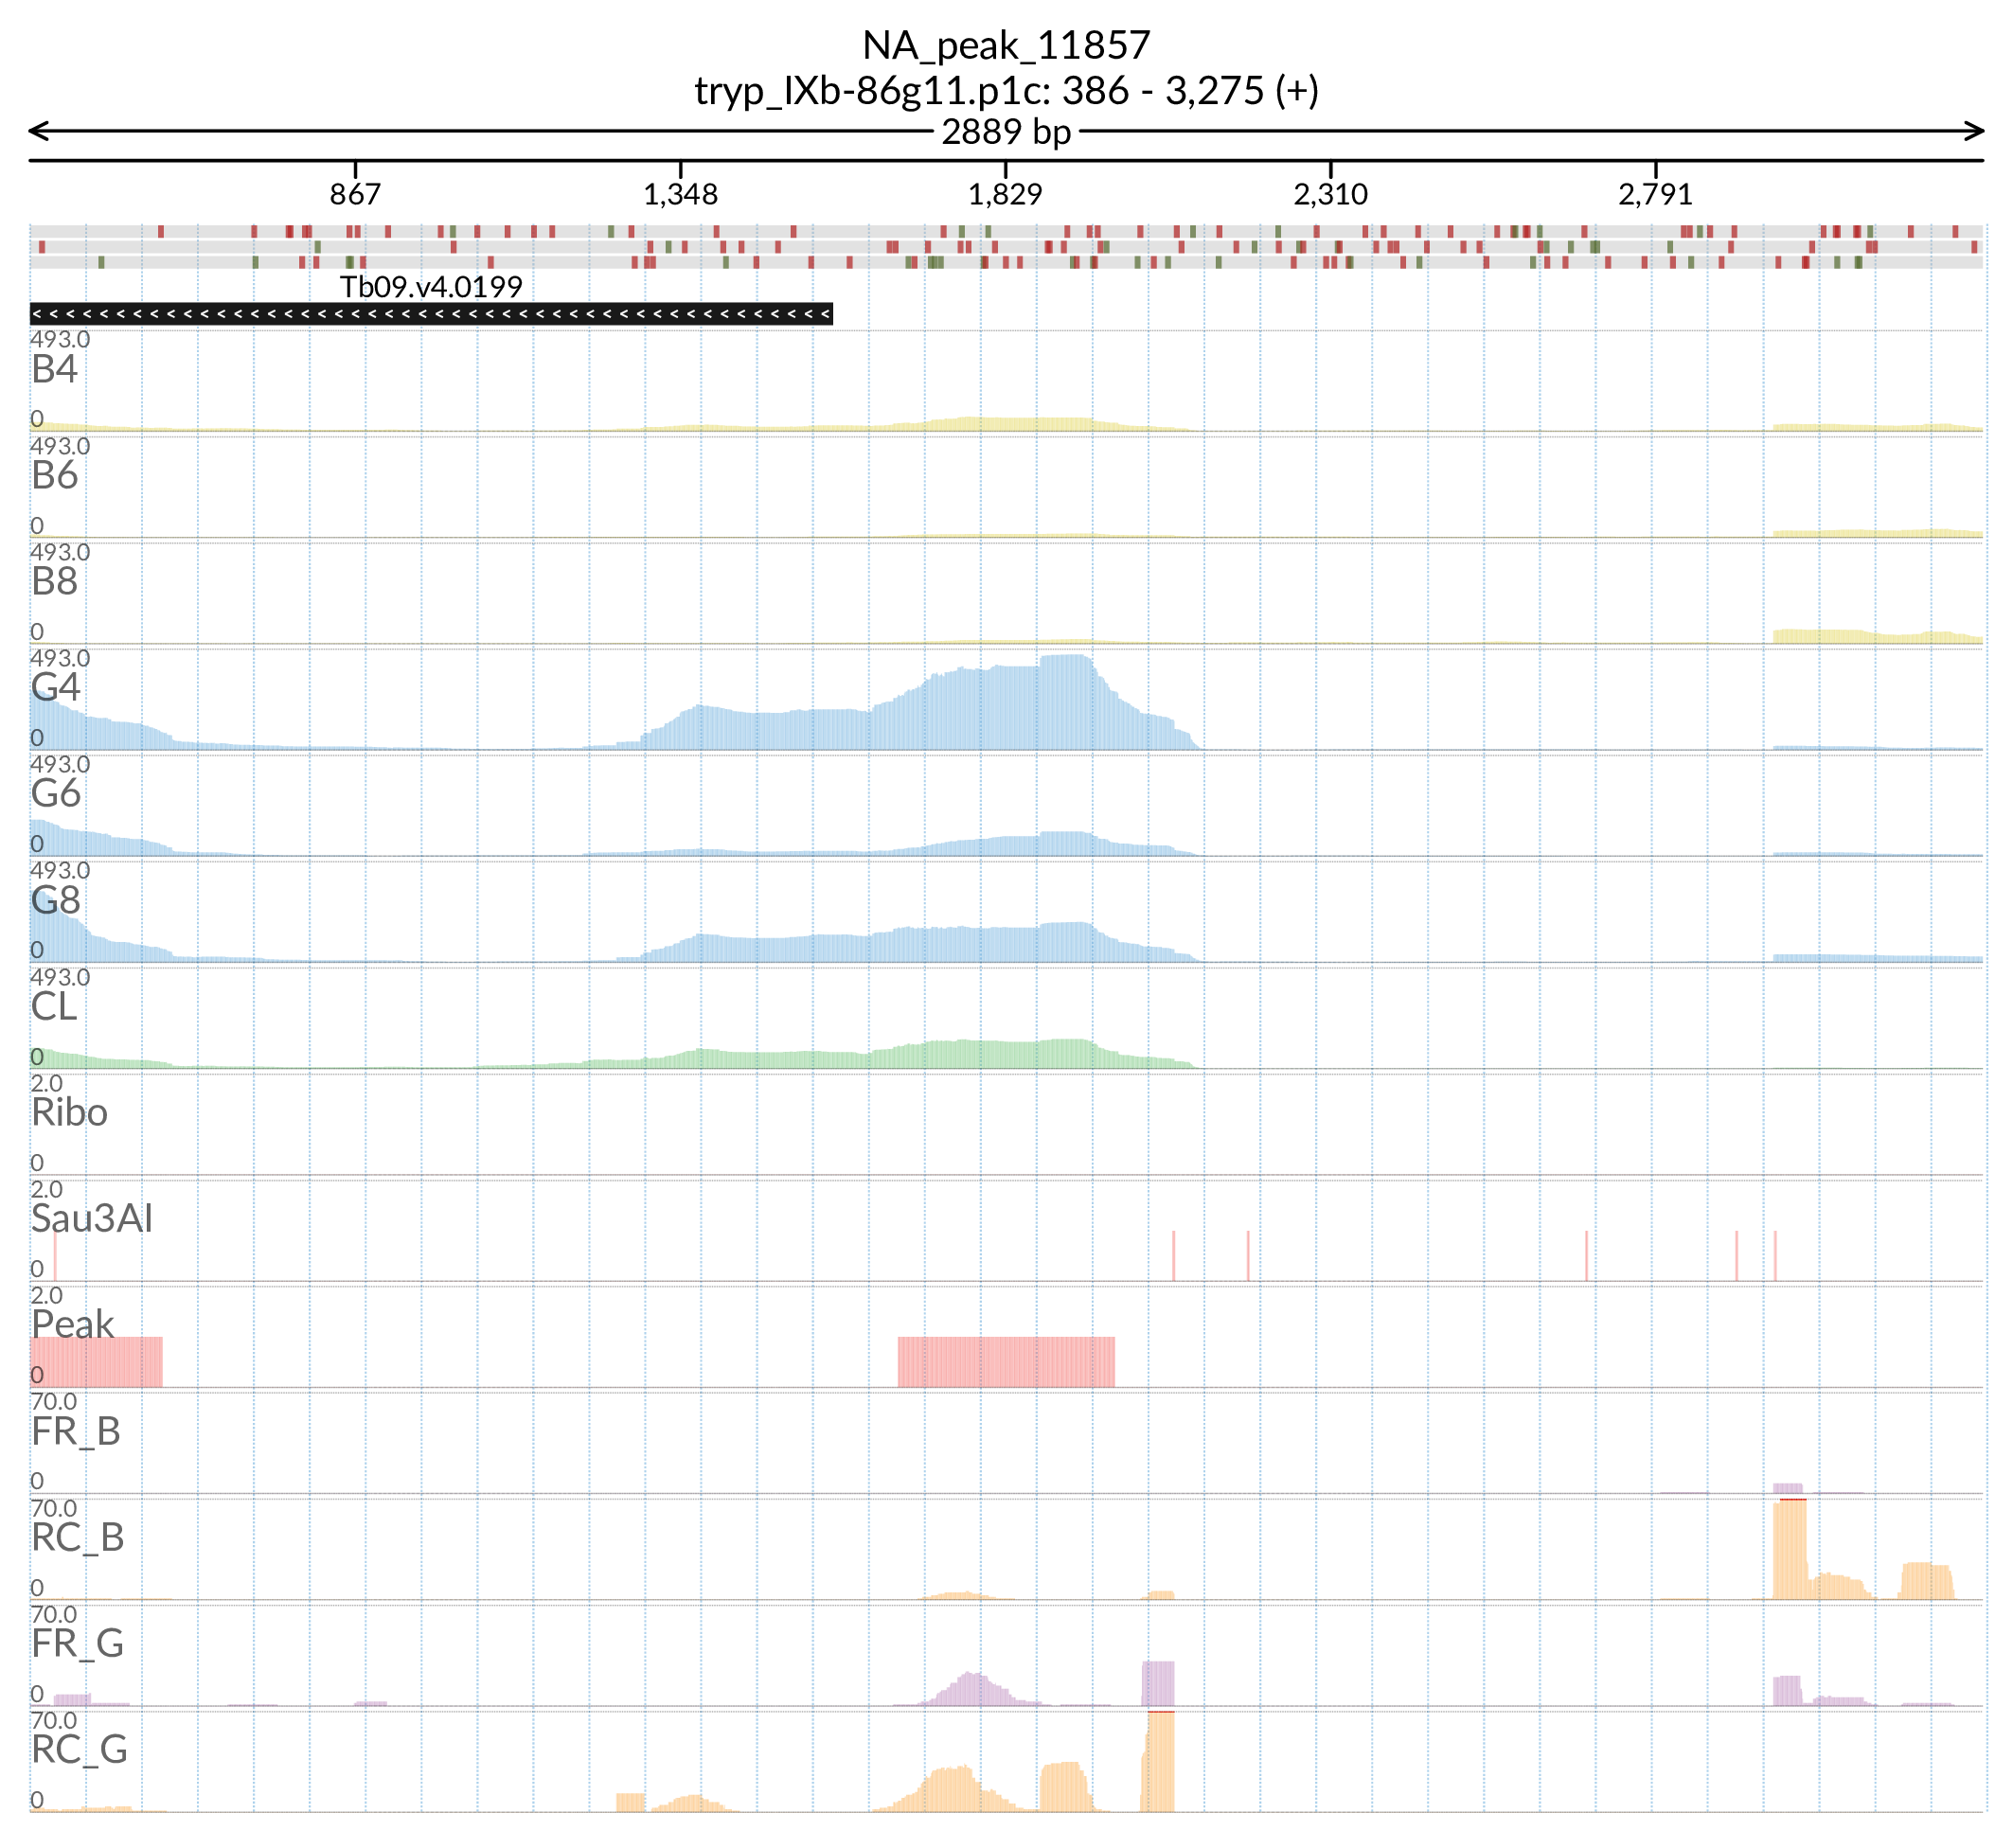 NA_peak_11857
tryp_IXb-86g11.p1c: 386 - 3,275 (+)
2889 bp
867 1,348 1,829 2,310 2,791
Tb09.v4.0199
493.0
B4
0
493.0
B6
0
493.0
B8
0
493.0
G4
0
493.0
G6
0
493.0
G8
0
493.0
CL
0
2.0
Ribo
0
2.0
Sau3AI
0
2.0
Peak
0
70.0
FR_B
0
70.0
RC_B
0
70.0
FR_G
0
70.0
RC_G
0